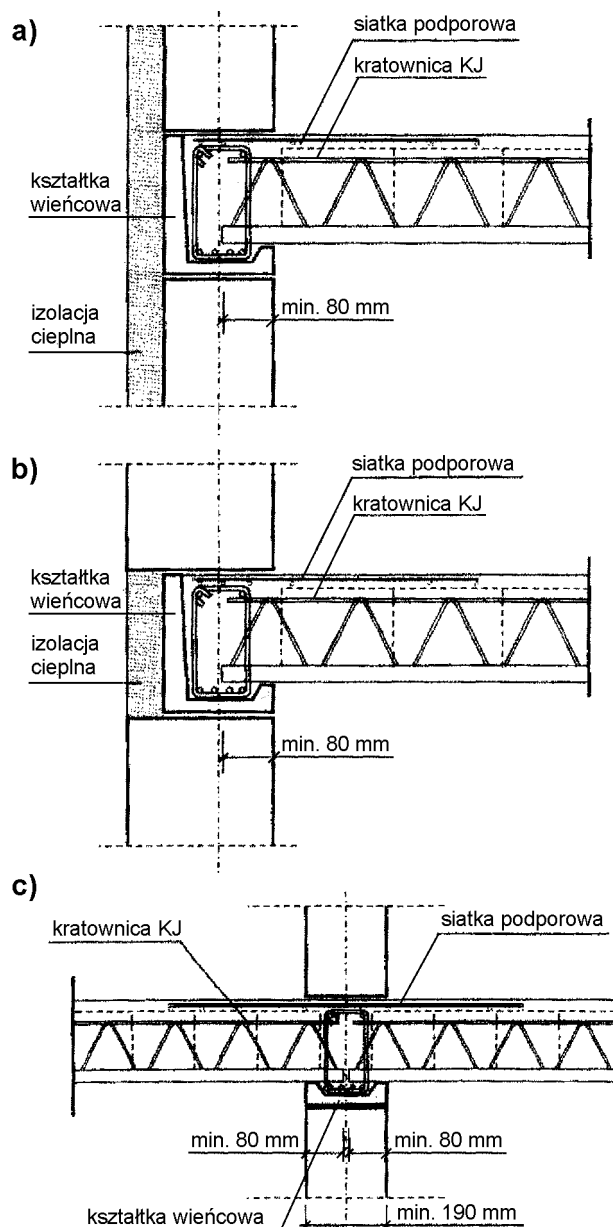 a)
siatka podporowa
kratownica KJ
kształtka
wieńcowa
izolacja
cieplna
min. 80 mm
b)
siatka podporowa
kratownica KJ
kształtka
wieńcowa
izolacja
cieplna
min. 80 mm
c)
kratownica KJ
siatka podporowa
min. 80 mm
min. 80 mm
kształtka wieńcowa
min. 190 mm